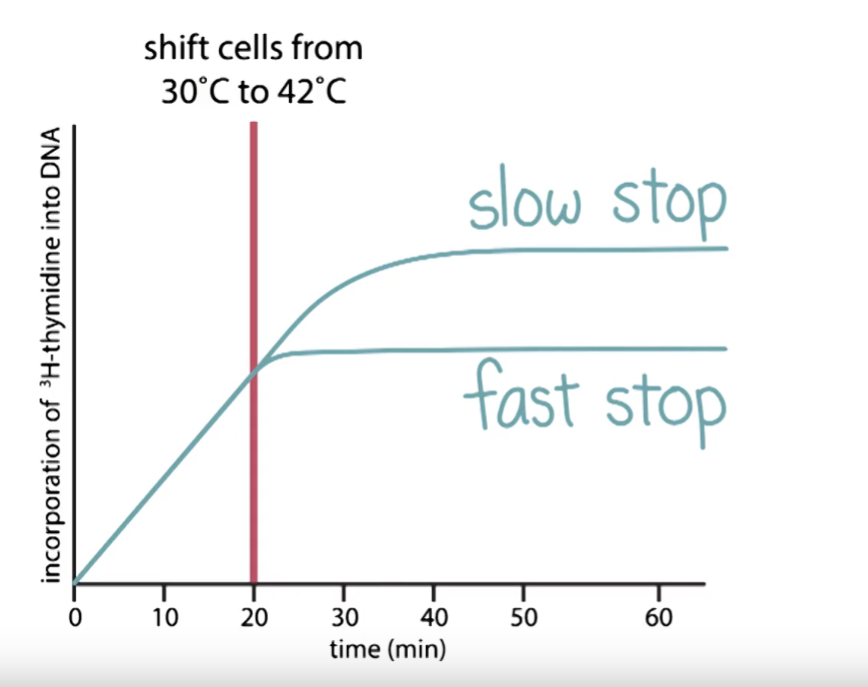 shift cells from
30˚C to 42˚C
incorporation of ³H-thymidine into DNA
slow stop
fast stop
0 10 20 30 40 50 60
time (min)